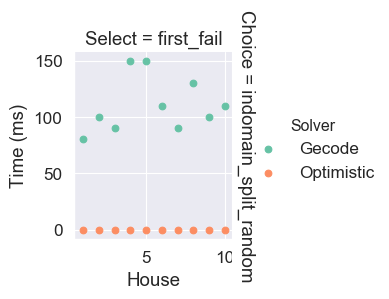 Select = first_fail
Time (ms)
150
100
50
0
5
10
House
Choice = indomain_split_random
Solver
Gecode
Optimistic